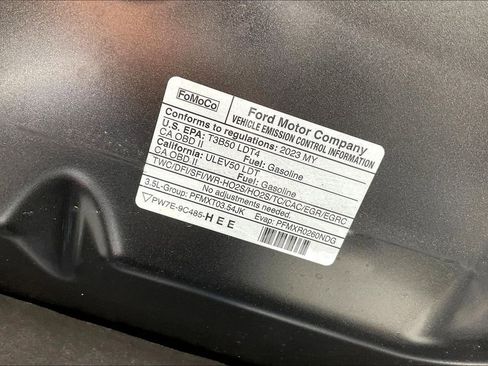 FoMoCo
Ford Motor Company
VEHICLE EMISSION CONTROL INFORMATION
Conforms to regulations: 2023 MY
U.S. EPA: T3B50 LDT4 Fuel: Gasoline
CA OBD II
California: ULEV50 LDT Fuel: Gasoline
CA OBD II
TWC/DFI/SFI/WR-HO2S/HO2S/TC/CAC/EGR/EGRC
No adjustments needed.
3.5L-Group: PFMXT03.54JK Evap: PFMXR0260NDG
PW7E-9C485-HEE